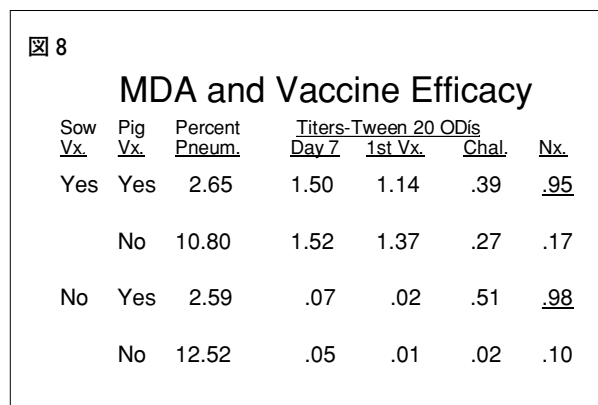 図 8
MDA and Vaccine Efficacy
Sow Pig Percent Titers-Tween 20 ODís
Vx. Vx. Pneum. Day 7 1st Vx. Chal. Nx.
Yes Yes 2.65 1.50 1.14 .39 .95
No 10.80 1.52 1.37 .27 .17
No Yes 2.59 .07 .02 .51 .98
No 12.52 .05 .01 .02 .10